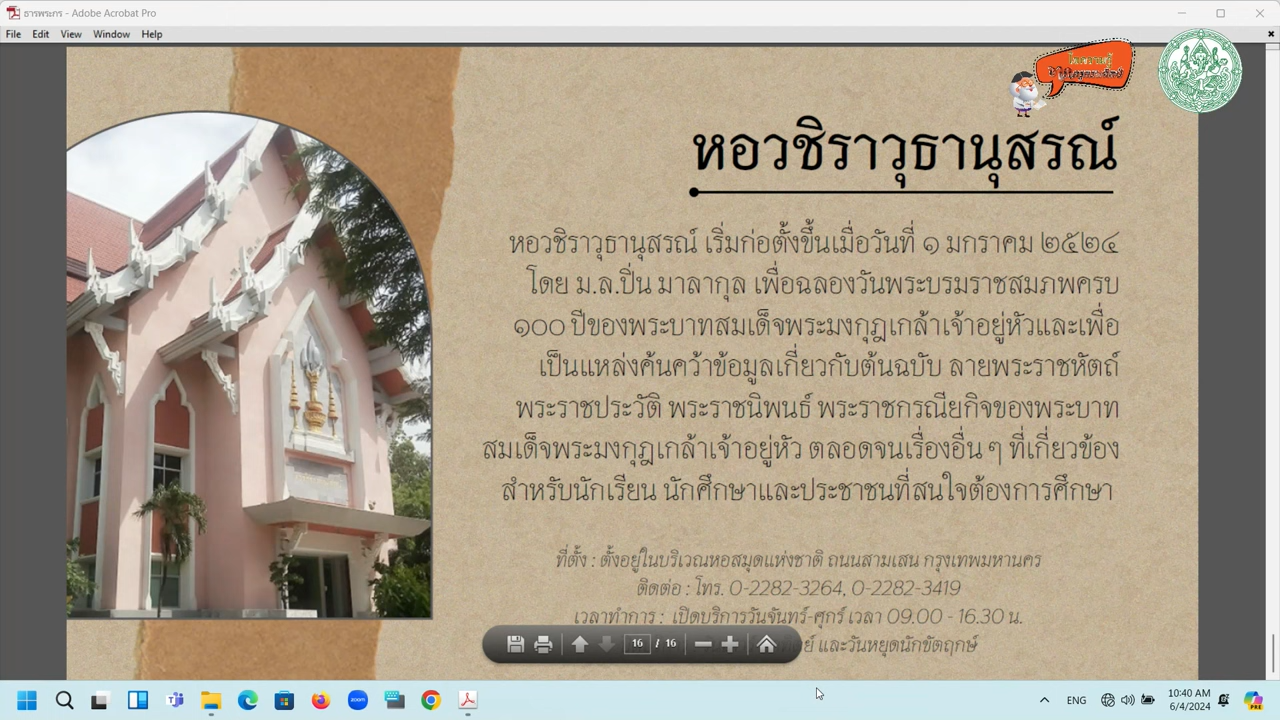 ธารพระกร - Adobe Acrobat Pro
File Edit View Window Help
หอวชิราวุธานุสรณ์
หอวชิราวุธานุสรณ์ เริ่มก่อตั้งขึ้นเมื่อวันที่ ๑ มกราคม ๒๕๒๔
โดย ม.ล.ปิ่น มาลากุล เพื่อฉลองวันพระบรมราชสมภพครบ
๑๐๐ ปีของพระบาทสมเด็จพระมงกุฎเกล้าเจ้าอยู่หัวและเพื่อ
เป็นแหล่งค้นคว้าข้อมูลเกี่ยวกับต้นฉบับ ลายพระราชหัตถ์
พระราชประวัติ พระราชนิพนธ์ พระราชกรณียกิจของพระบาท
สมเด็จพระมงกุฎเกล้าเจ้าอยู่หัว ตลอดจนเรื่องอื่น ๆ ที่เกี่ยวข้อง
สำหรับนักเรียน นักศึกษาและประชาชนที่สนใจต้องการศึกษา
ที่ตั้ง : ตั้งอยู่ในบริเวณหอสมุดแห่งชาติ ถนนสามเสน กรุงเทพมหานคร
ติดต่อ : โทร. 0-2282-3264, 0-2282-3419
เวลาทำการ : เปิดบริการวันจันทร์-ศุกร์ เวลา 09.00 - 16.30 น.
และวันหยุดนักขัตฤกษ์
16 / 16
zoom
ENG
10:40 AM
6/4/2024
PRE